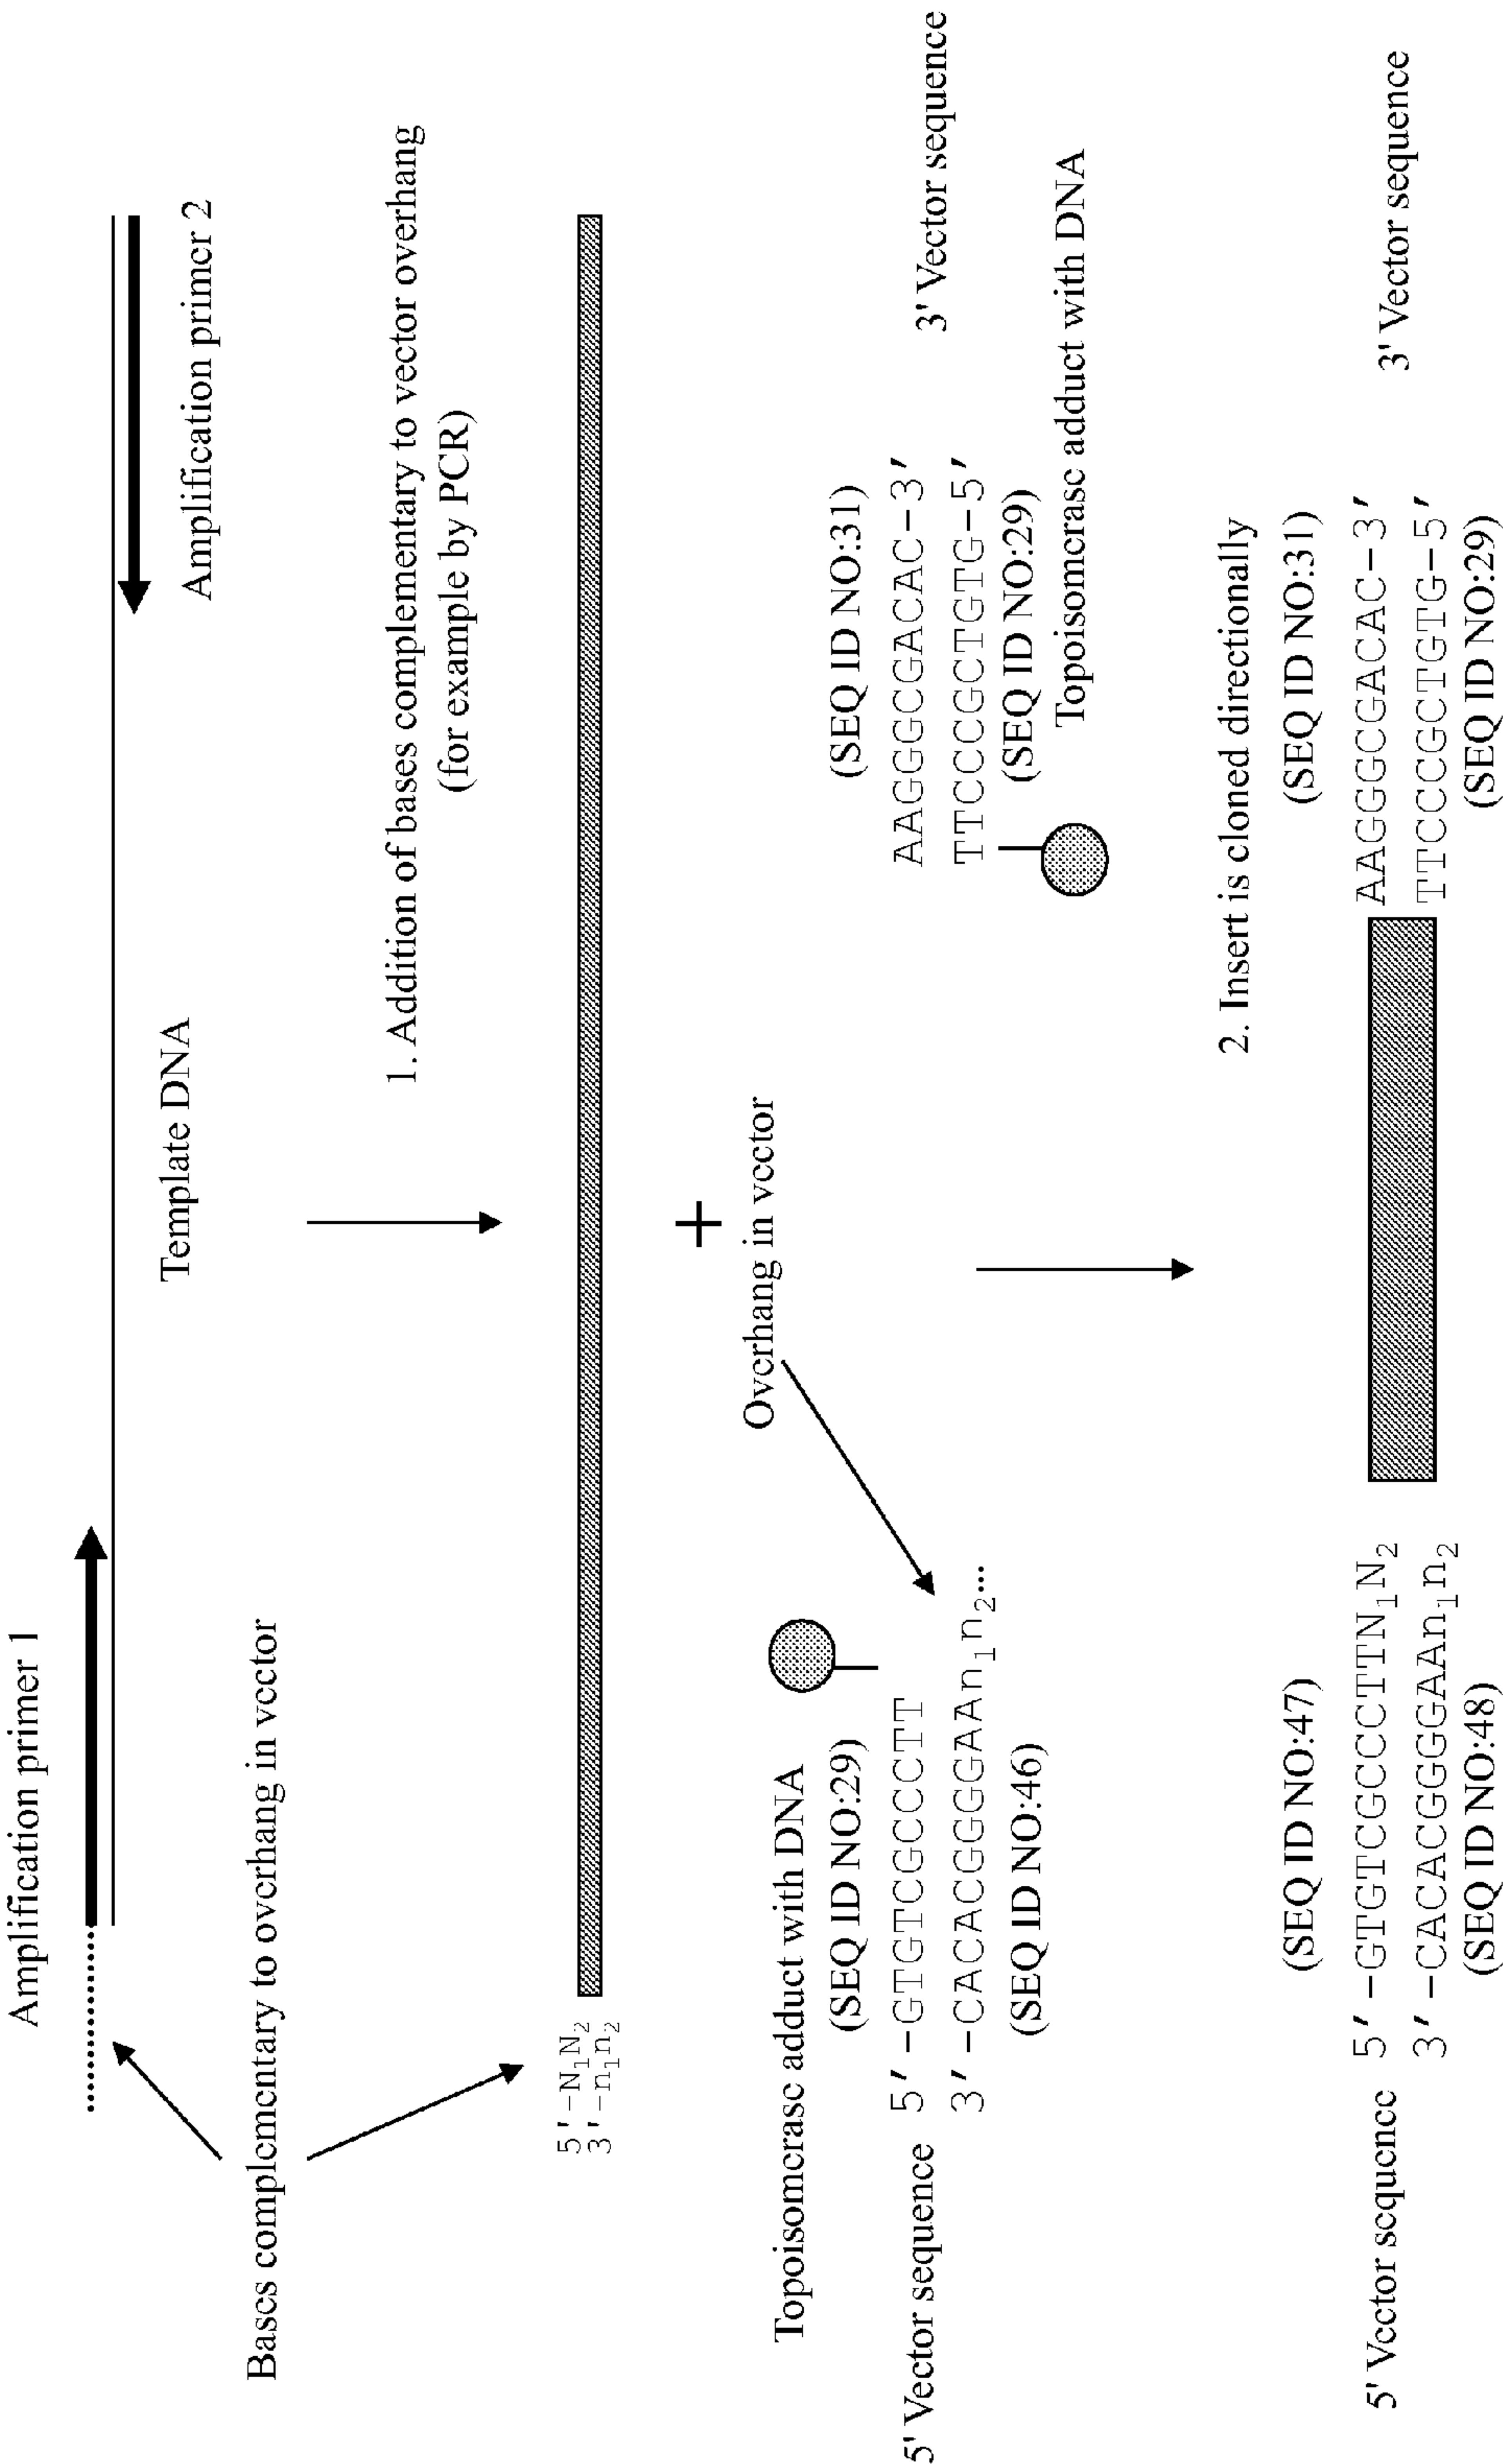 Amplification primer 1
Bases complementary to overhang in vector
Template DNA
Amplification primer 2
1. Addition of bases complementary to vector overhang
(for example by PCR)
5'-N₁N₂
3'-n₁n₂
+
Overhang in vector
Topoisomerase adduct with DNA
(SEQ ID NO:29)
5' Vector sequence
5'-GTGTCGCCCTT
3'-CACACGGGGAAn₁n₂...
(SEQ ID NO:46)
(SEQ ID NO:31)
AAGGGCGACAC-3'
TTCCCGCTGTG-5'
(SEQ ID NO:29)
3' Vector sequence
Topoisomerase adduct with DNA
2. Insert is cloned directionally
(SEQ ID NO:47)
5' Vector sequence
5'-GTGTCGCCCTTN₁N₂
3'-CACACGGGGAAn₁n₂
(SEQ ID NO:48)
(SEQ ID NO:31)
AAGGGCGACAC-3'
TTCCCGCTGTG-5'
(SEQ ID NO:29)
3' Vector sequence